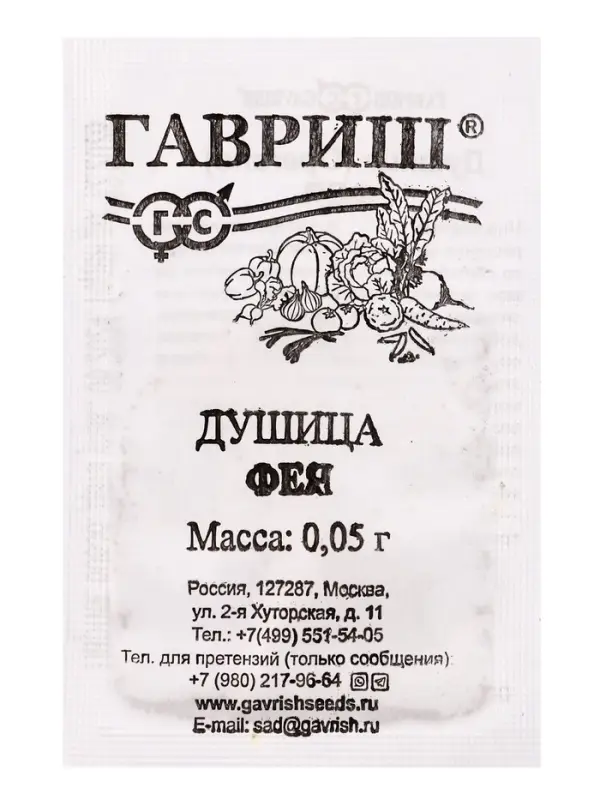 ГАВРИШ®
Г С
ДУШИЦА
ФЕЯ
Масса: 0,05 г
Россия, 127287, Москва,
ул. 2-я Хуторская, д. 11
Тел.: +7(499) 551-54-05
Тел. для претензий (только сообщения):
+7 (980) 217-96-64
www.gavrishseeds.ru
E-mail: sad@gavrish.ru